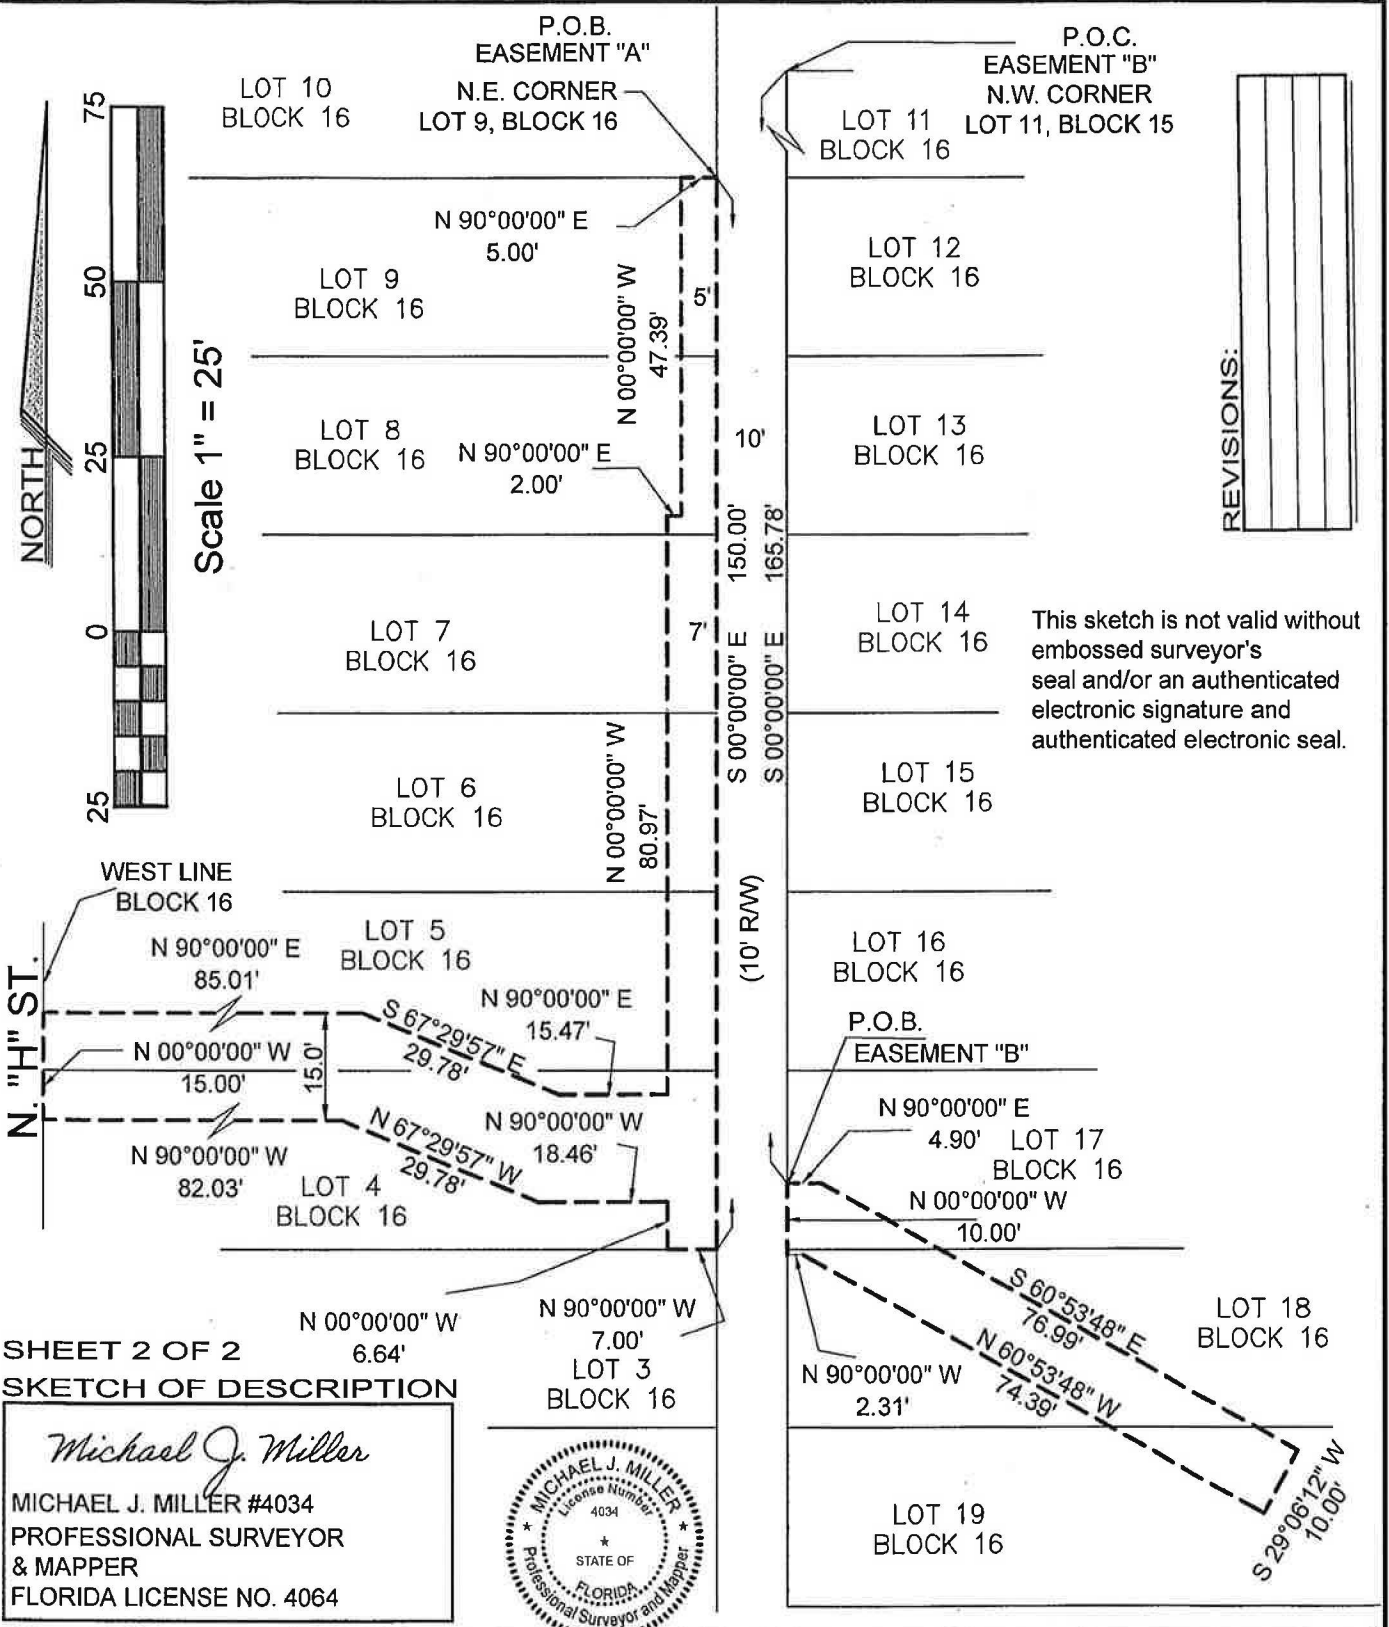 P.O.B.
EASEMENT "A"
N.E. CORNER
LOT 9, BLOCK 16
P.O.C.
EASEMENT "B"
N.W. CORNER
LOT 11, BLOCK 15
LOT 10
BLOCK 16
LOT 11
BLOCK 16
75
50
25
0
25
NORTH
Scale 1" = 25'
N 90°00'00" E
5.00'
LOT 9
BLOCK 16
N 00°00'00" W
47.39'
5'
LOT 12
BLOCK 16
REVISIONS:
LOT 8
BLOCK 16
N 90°00'00" E
2.00'
10'
LOT 13
BLOCK 16
S 00°00'00" E 150.00'
S 00°00'00" E 165.78'
LOT 7
BLOCK 16
7'
LOT 14
BLOCK 16
This sketch is not valid without
embossed surveyor's
seal and/or an authenticated
electronic signature and
authenticated electronic seal.
LOT 6
BLOCK 16
N 00°00'00" W
80.97'
LOT 15
BLOCK 16
WEST LINE
BLOCK 16
(10' R/W)
N. "H" ST.
N 90°00'00" E
85.01'
LOT 5
BLOCK 16
S 67°29'57" E
29.78'
N 90°00'00" E
15.47'
LOT 16
BLOCK 16
P.O.B.
EASEMENT "B"
N 00°00'00" W
15.00'
15.0'
N 90°00'00" W
82.03'
N 67°29'57" W
29.78'
N 90°00'00" W
18.46'
LOT 4
BLOCK 16
N 90°00'00" E
4.90'
LOT 17
BLOCK 16
N 00°00'00" W
10.00'
N 00°00'00" W
6.64'
N 90°00'00" W
7.00'
LOT 3
BLOCK 16
S 60°53'48" E
76.99'
N 60°53'48" W
74.39'
LOT 18
BLOCK 16
N 90°00'00" W
2.31'
S 29°06'12" W
10.00'
LOT 19
BLOCK 16
SHEET 2 OF 2
SKETCH OF DESCRIPTION
Michael J. Miller
MICHAEL J. MILLER #4034
PROFESSIONAL SURVEYOR
& MAPPER
FLORIDA LICENSE NO. 4064
MICHAEL J. MILLER
License Number
4034
STATE OF
FLORIDA
Professional Surveyor and Mapper